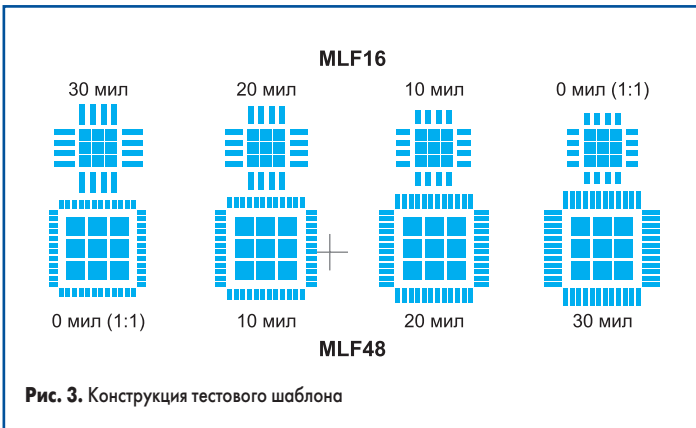 MLF16
30 мил 20 мил 10 мил 0 мил (1:1)
0 мил (1:1) 10 мил 20 мил 30 мил
MLF48
Рис. 3. Конструкция тестового шаблона